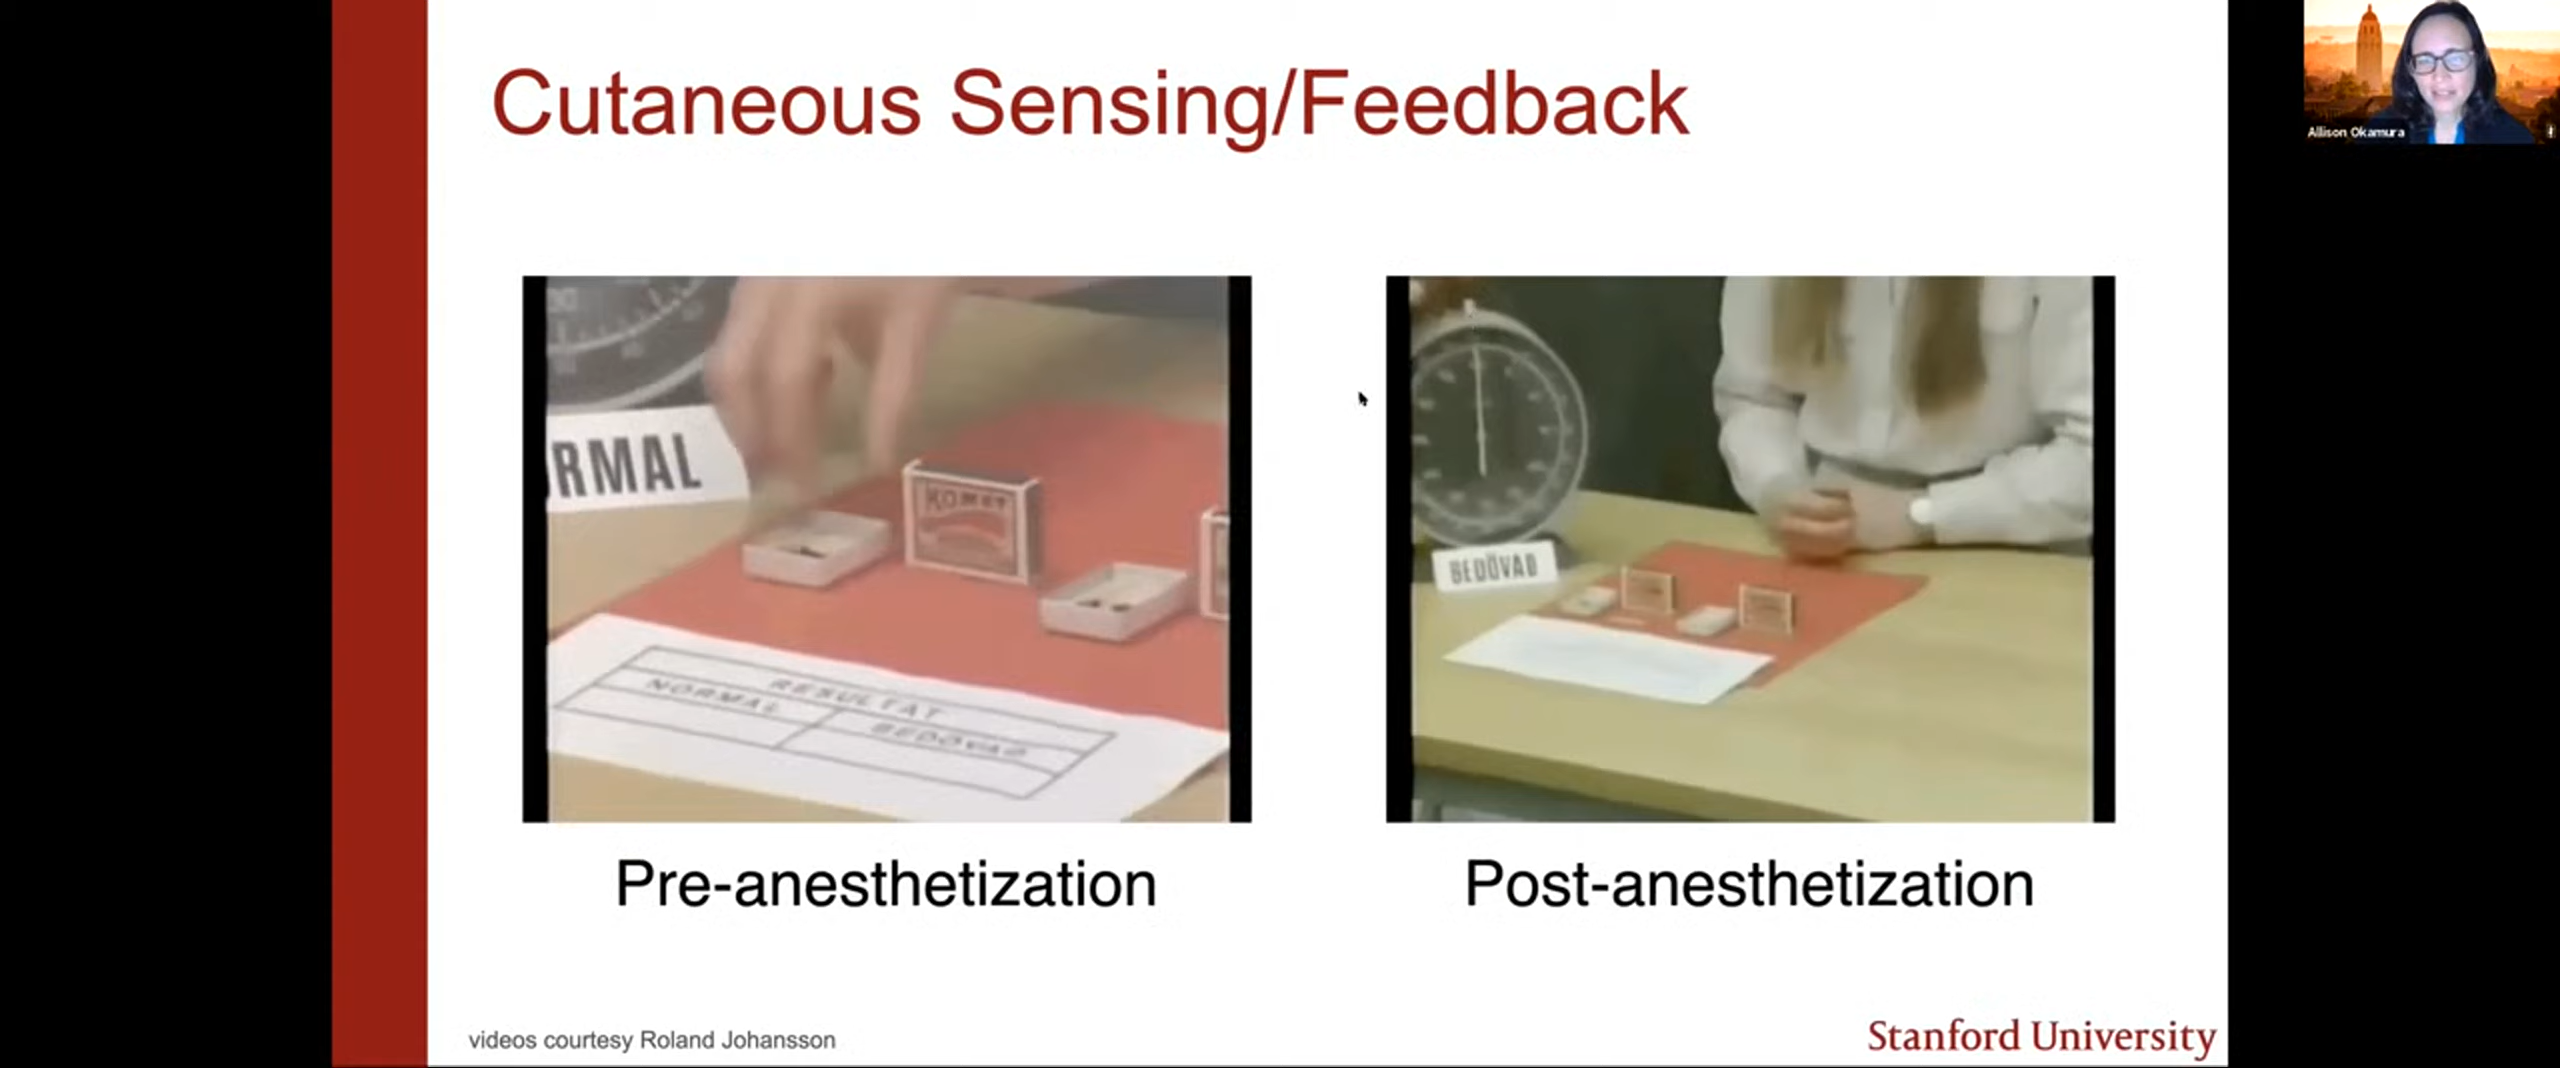 Cutaneous Sensing/Feedback
Allison Okamura
RMAL
KOMET
RESULTAT
NORMAL
BEDÖVAD
BEDÖVAD
Pre-anesthetization
Post-anesthetization
videos courtesy Roland Johansson
Stanford University